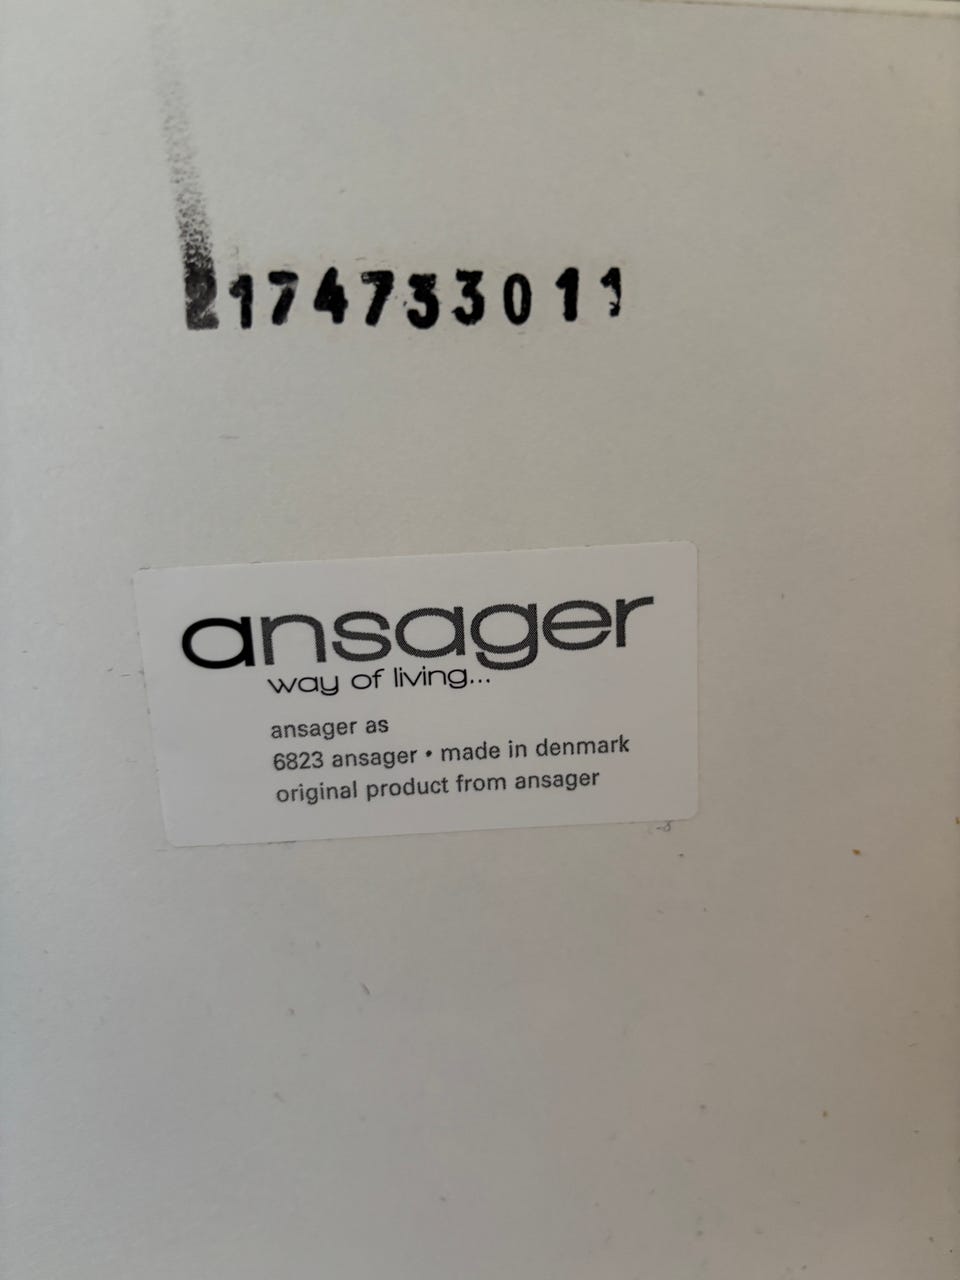 2174733011
ansager
way of living...
ansager as
6823 ansager • made in denmark
original product from ansager